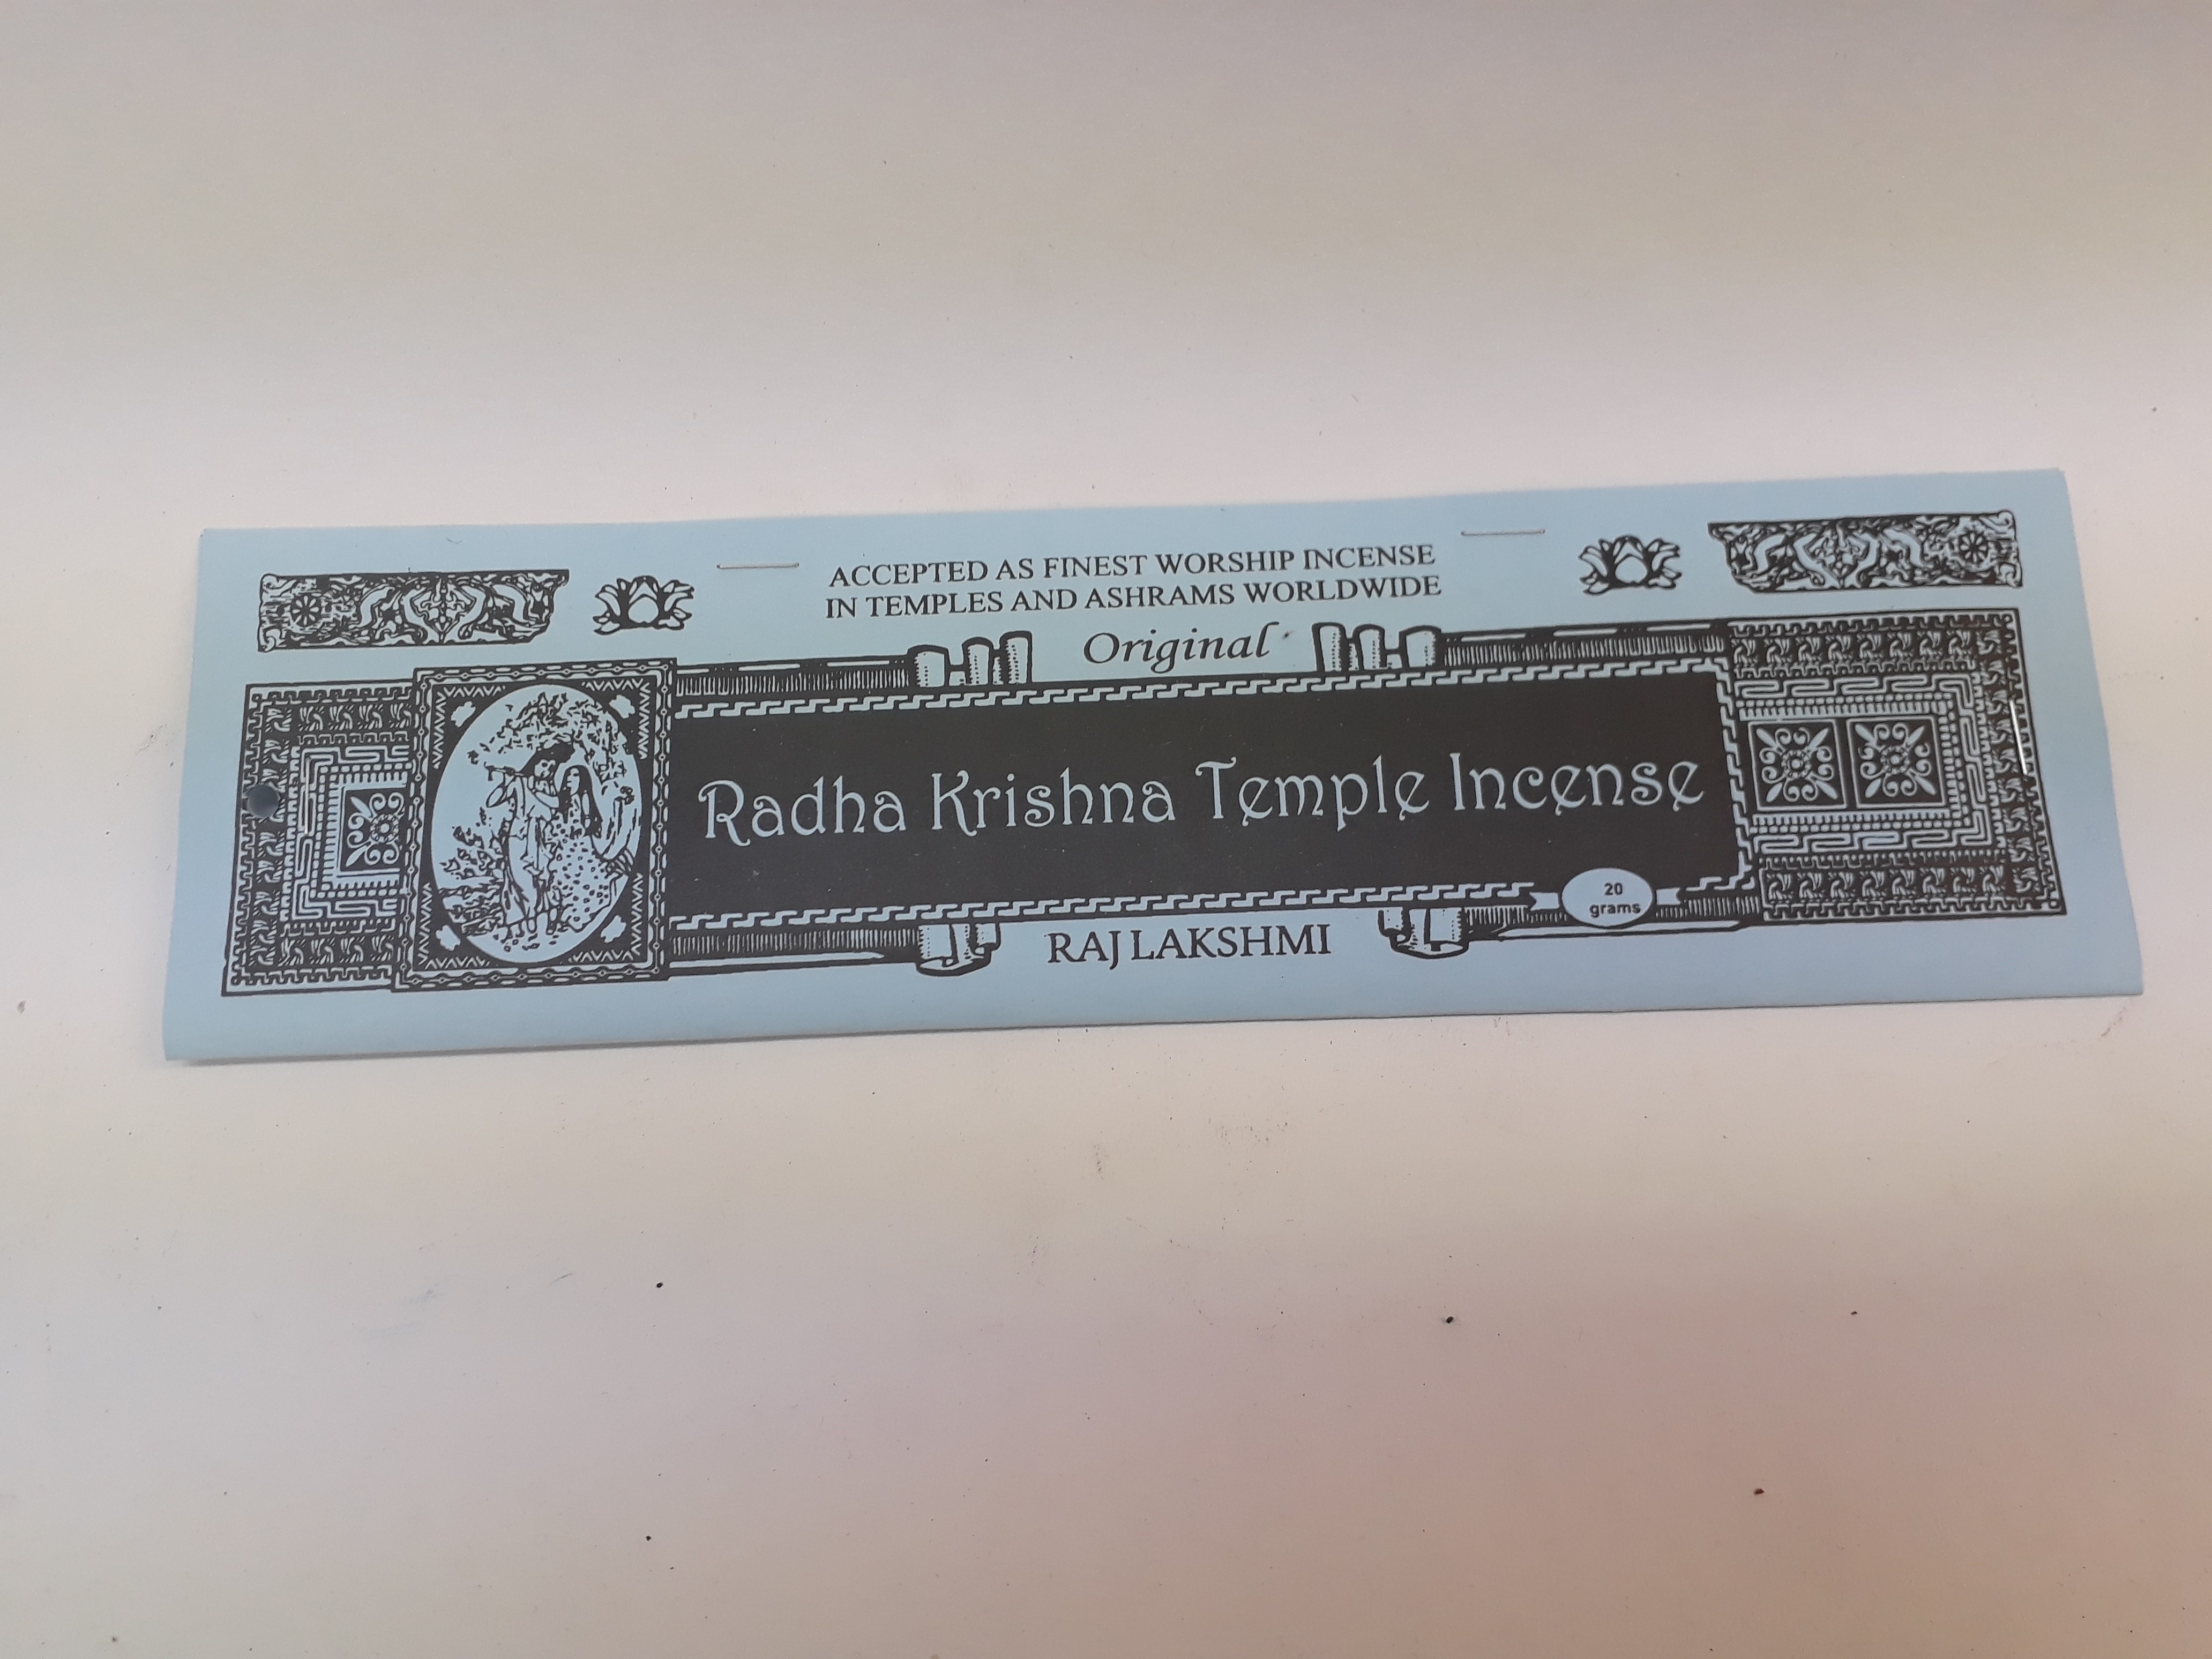 ACCEPTED AS FINEST WORSHIP INCENSE
IN TEMPLES AND ASHRAMS WORLDWIDE
Original
Radha Krishna Temple Incense
20
grams
RAJ LAKSHMI